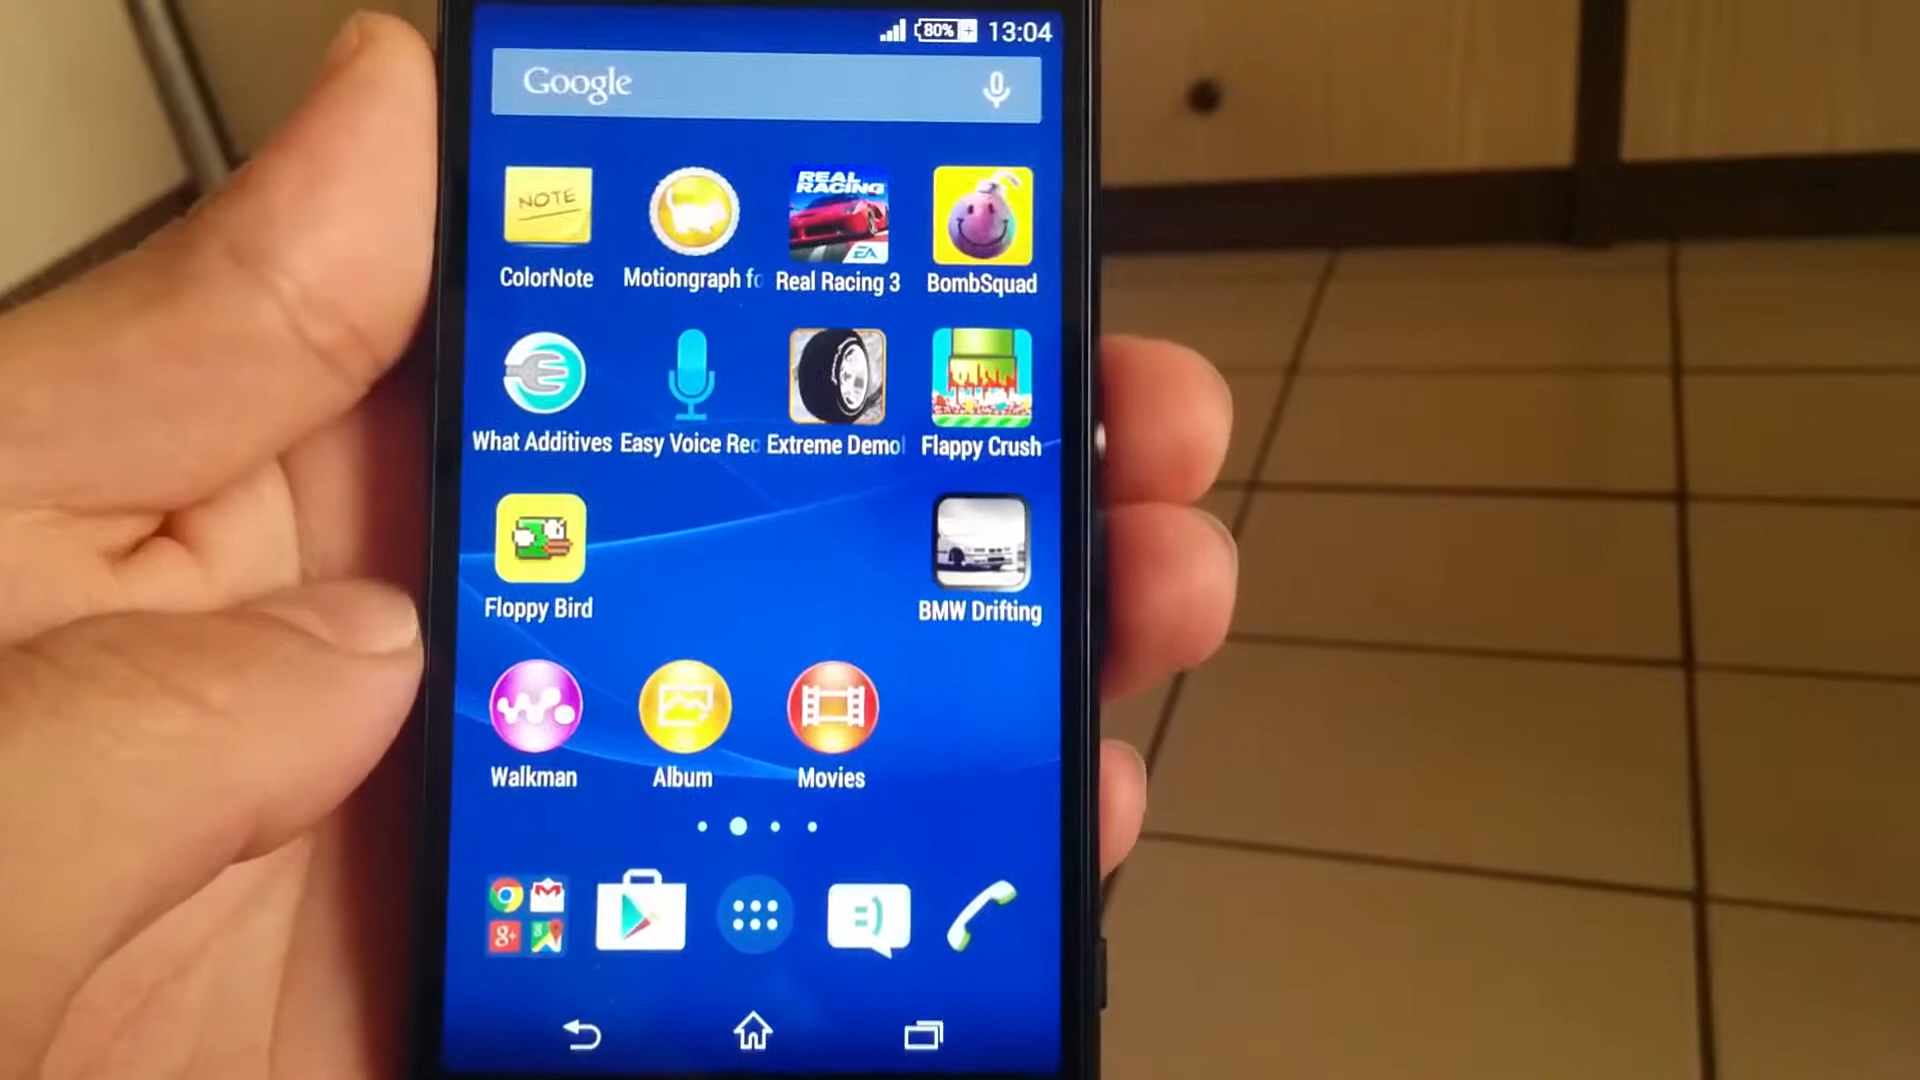 80% 13:04
Google
NOTE REAL RACING EA
ColorNote Motiongraph fo Real Racing 3 BombSquad
What Additives Easy Voice Rec Extreme Demol Flappy Crush
Floppy Bird BMW Drifting
Walkman Album Movies
g+ 8